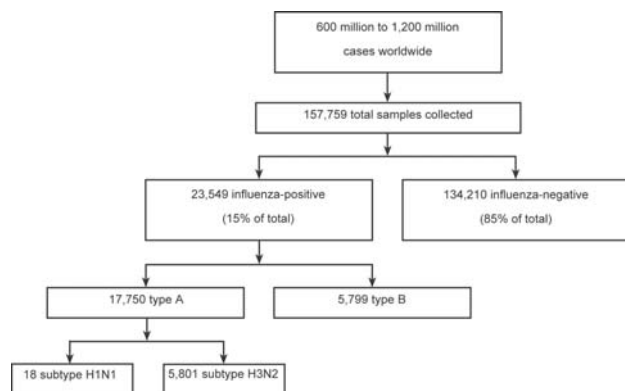 600 million to 1,200 million
cases worldwide
157,759 total samples collected
23,549 influenza-positive
(15% of total)
134,210 influenza-negative
(85% of total)
17,750 type A
5,799 type B
18 subtype H1N1
5,801 subtype H3N2